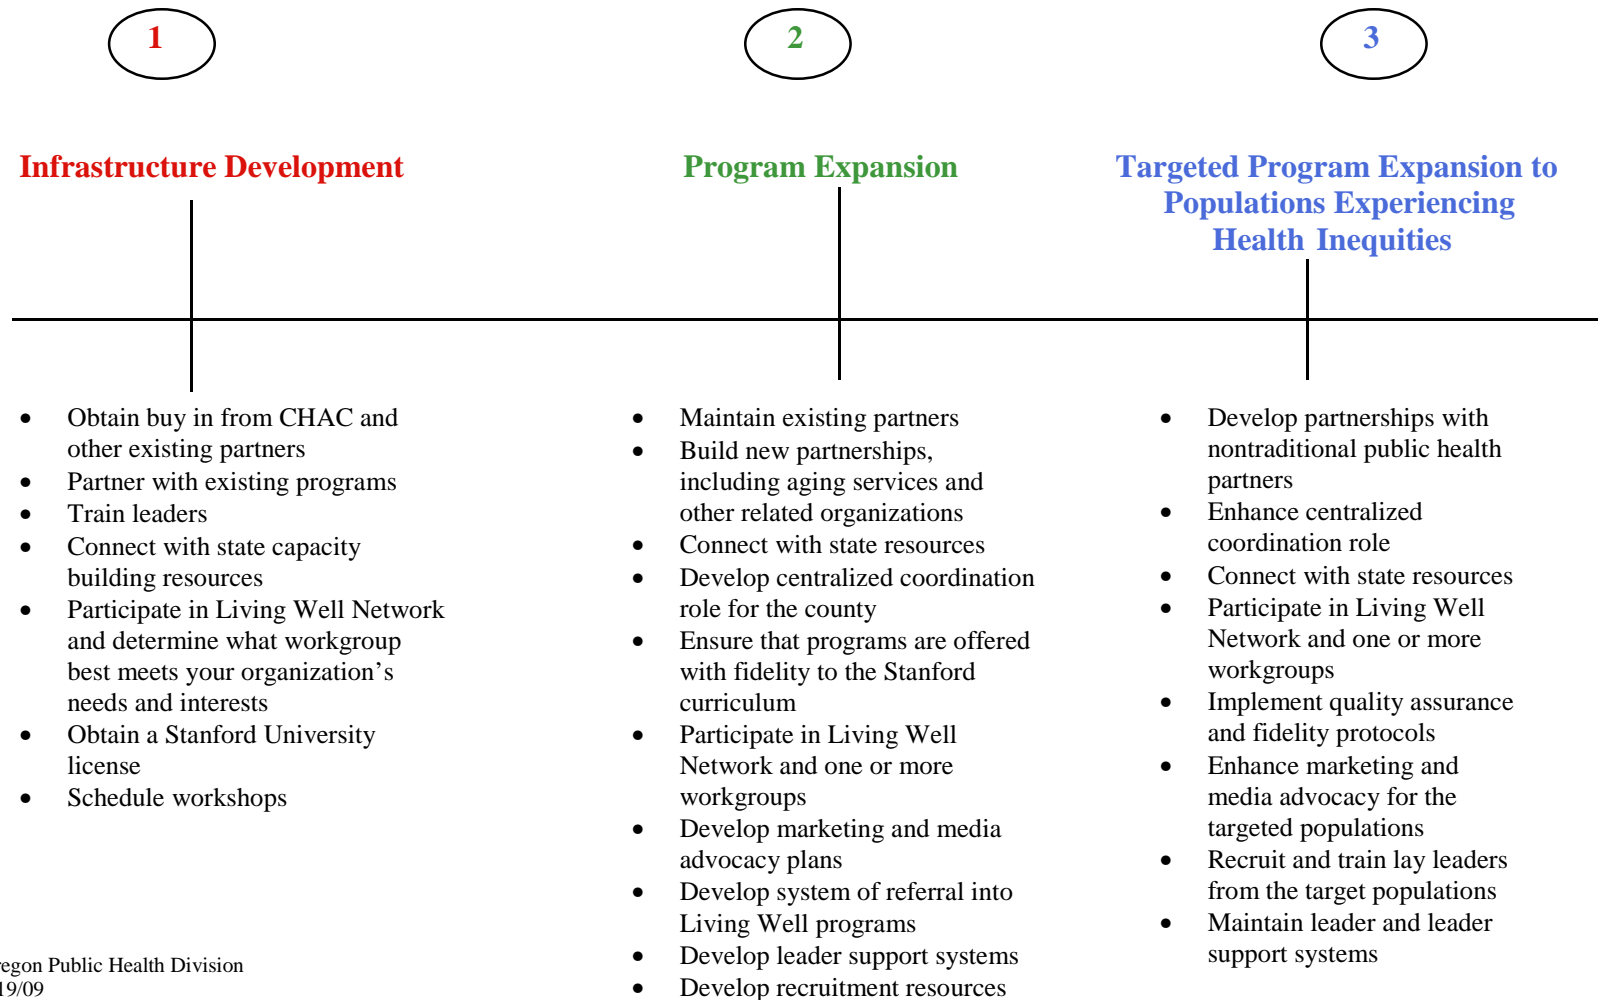 1
2
3
Infrastructure Development
Program Expansion
Targeted Program Expansion to
Populations Experiencing
Health Inequities
• Obtain buy in from CHAC and
other existing partners
• Partner with existing programs
• Train leaders
• Connect with state capacity
building resources
• Participate in Living Well Network
and determine what workgroup
best meets your organization’s
needs and interests
• Obtain a Stanford University
license
• Schedule workshops
• Maintain existing partners
• Build new partnerships,
including aging services and
other related organizations
• Connect with state resources
• Develop centralized coordination
role for the county
• Ensure that programs are offered
with fidelity to the Stanford
curriculum
• Participate in Living Well
Network and one or more
workgroups
• Develop marketing and media
advocacy plans
• Develop system of referral into
Living Well programs
• Develop leader support systems
• Develop recruitment resources
• Develop partnerships with
nontraditional public health
partners
• Enhance centralized
coordination role
• Connect with state resources
• Participate in Living Well
Network and one or more
workgroups
• Implement quality assurance
and fidelity protocols
• Enhance marketing and
media advocacy for the
targeted populations
• Recruit and train lay leaders
from the target populations
• Maintain leader and leader
support systems
regon Public Health Division
19/09